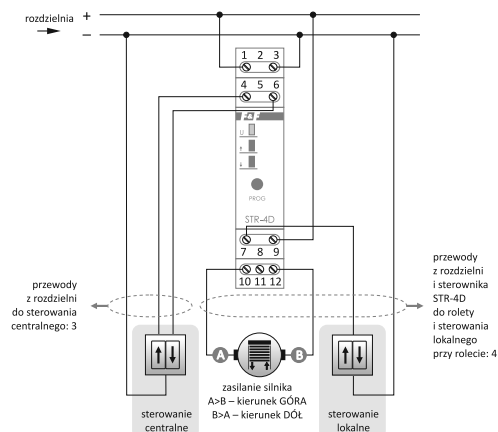 rozdzielnia
+
−
1 2 3
4 5 6
F&F
U
↑
↓
PROG
STR-4D
7 8 9
10 11 12
przewody
z rozdzielni
do sterowania
centralnego: 3
przewody
z rozdzielni
i sterownika
STR-4D
do rolety
i sterowania
lokalnego
przy rolecie: 4
A
B
zasilanie silnika
A>B – kierunek GÓRA
B>A – kierunek DÓŁ
sterowanie
centralne
sterowanie
lokalne